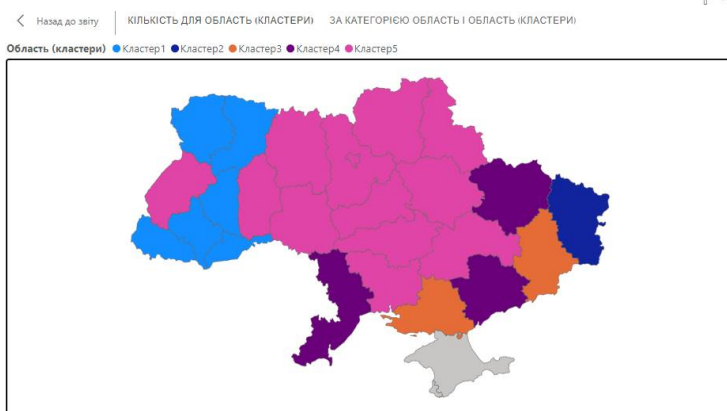 Назад до звіту КІЛЬКІСТЬ ДЛЯ ОБЛАСТЬ (КЛАСТЕРИ) ЗА КАТЕГОРІЄЮ ОБЛАСТЬ І ОБЛАСТЬ (КЛАСТЕРИ)
Область (кластери) Кластер1 Кластер2 Кластер3 Кластер4 Кластер5